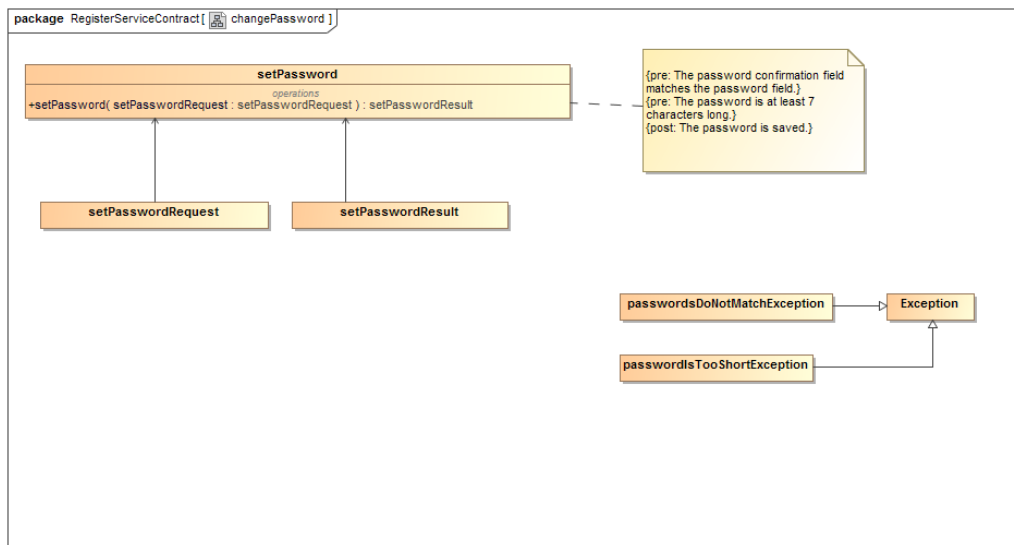 package RegisterServiceContract [ changePassword ]
setPassword
operations
+setPassword( setPasswordRequest : setPasswordRequest ) : setPasswordResult
{pre: The password confirmation field
matches the password field.}
{pre: The password is at least 7
characters long.}
{post: The password is saved.}
setPasswordRequest
setPasswordResult
passwordsDoNotMatchException
Exception
passwordIsTooShortException